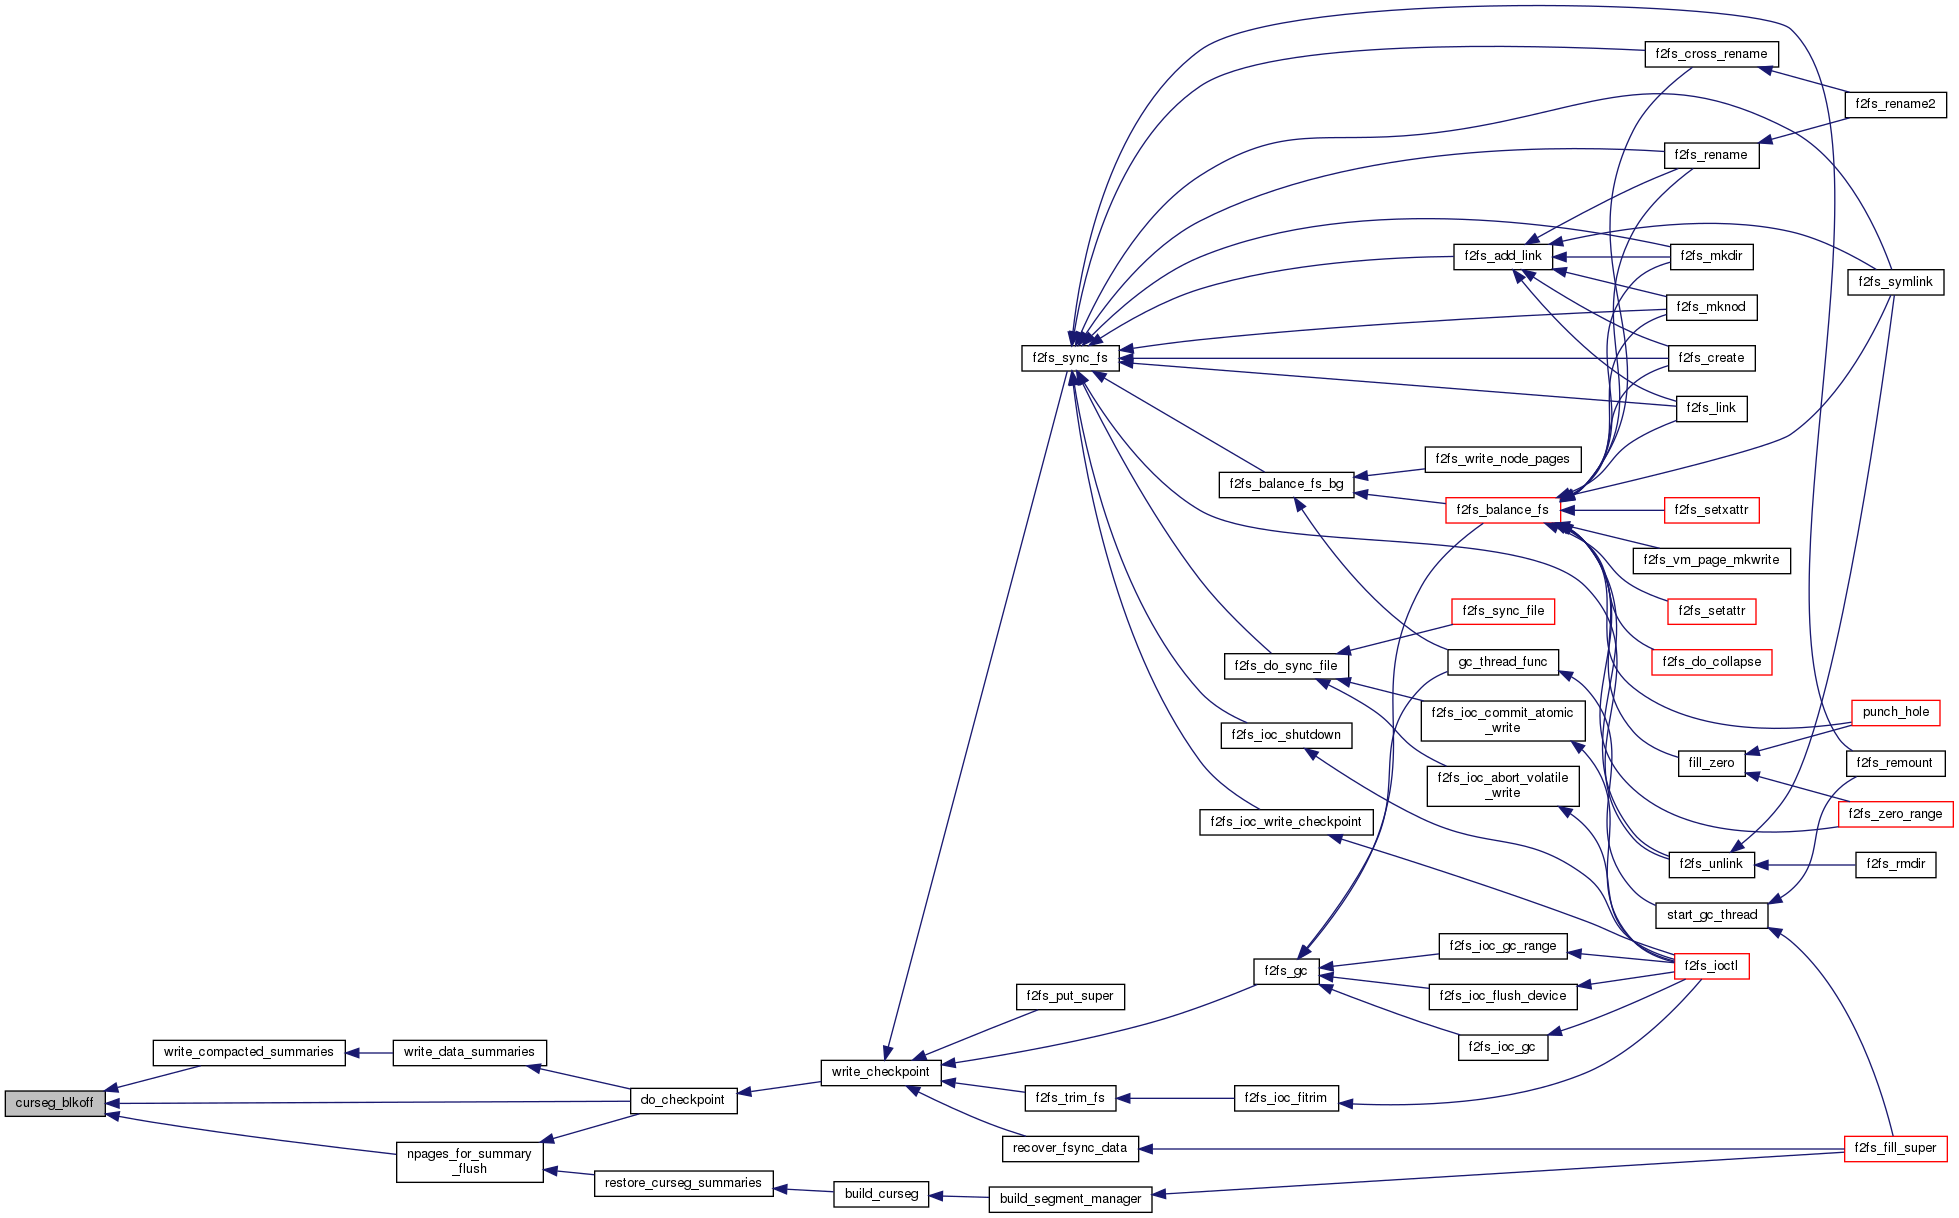 f2fs_cross_rename
f2fs_rename2
f2fs_rename
f2fs_add_link
f2fs_mkdir
f2fs_symlink
f2fs_mknod
f2fs_sync_fs
f2fs_create
f2fs_link
f2fs_write_node_pages
f2fs_balance_fs_bg
f2fs_balance_fs
f2fs_setxattr
f2fs_vm_page_mkwrite
f2fs_sync_file
f2fs_setattr
f2fs_do_sync_file
gc_thread_func
f2fs_do_collapse
f2fs_ioc_commit_atomic
_write
punch_hole
f2fs_ioc_shutdown
fill_zero
f2fs_remount
f2fs_ioc_abort_volatile
_write
f2fs_ioc_write_checkpoint
f2fs_zero_range
f2fs_unlink
f2fs_rmdir
start_gc_thread
f2fs_ioc_gc_range
f2fs_gc
f2fs_ioctl
f2fs_put_super
f2fs_ioc_flush_device
write_compacted_summaries
write_data_summaries
f2fs_ioc_gc
write_checkpoint
curseg_blkoff
do_checkpoint
f2fs_trim_fs
f2fs_ioc_fitrim
npages_for_summary
_flush
recover_fsync_data
f2fs_fill_super
restore_curseg_summaries
build_curseg
build_segment_manager